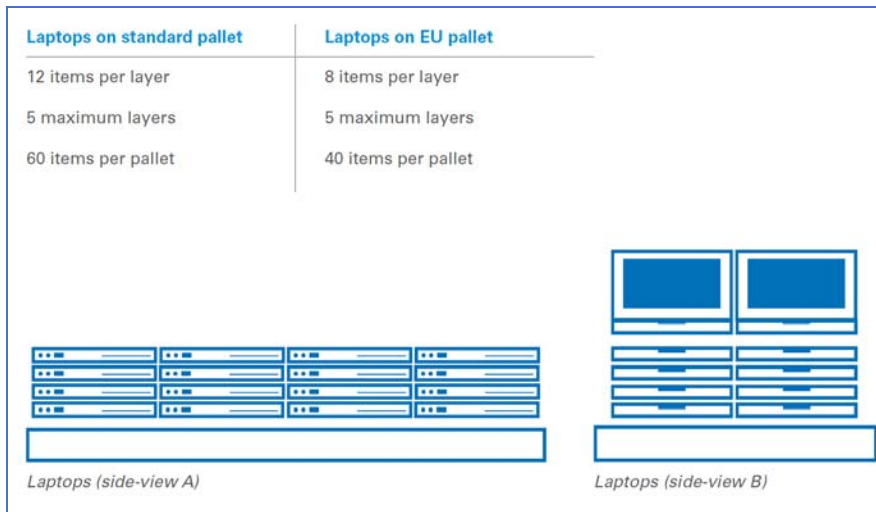 Laptops on standard pallet
12 items per layer
5 maximum layers
60 items per pallet
Laptops on EU pallet
8 items per layer
5 maximum layers
40 items per pallet
Laptops (side-view A)
Laptops (side-view B)